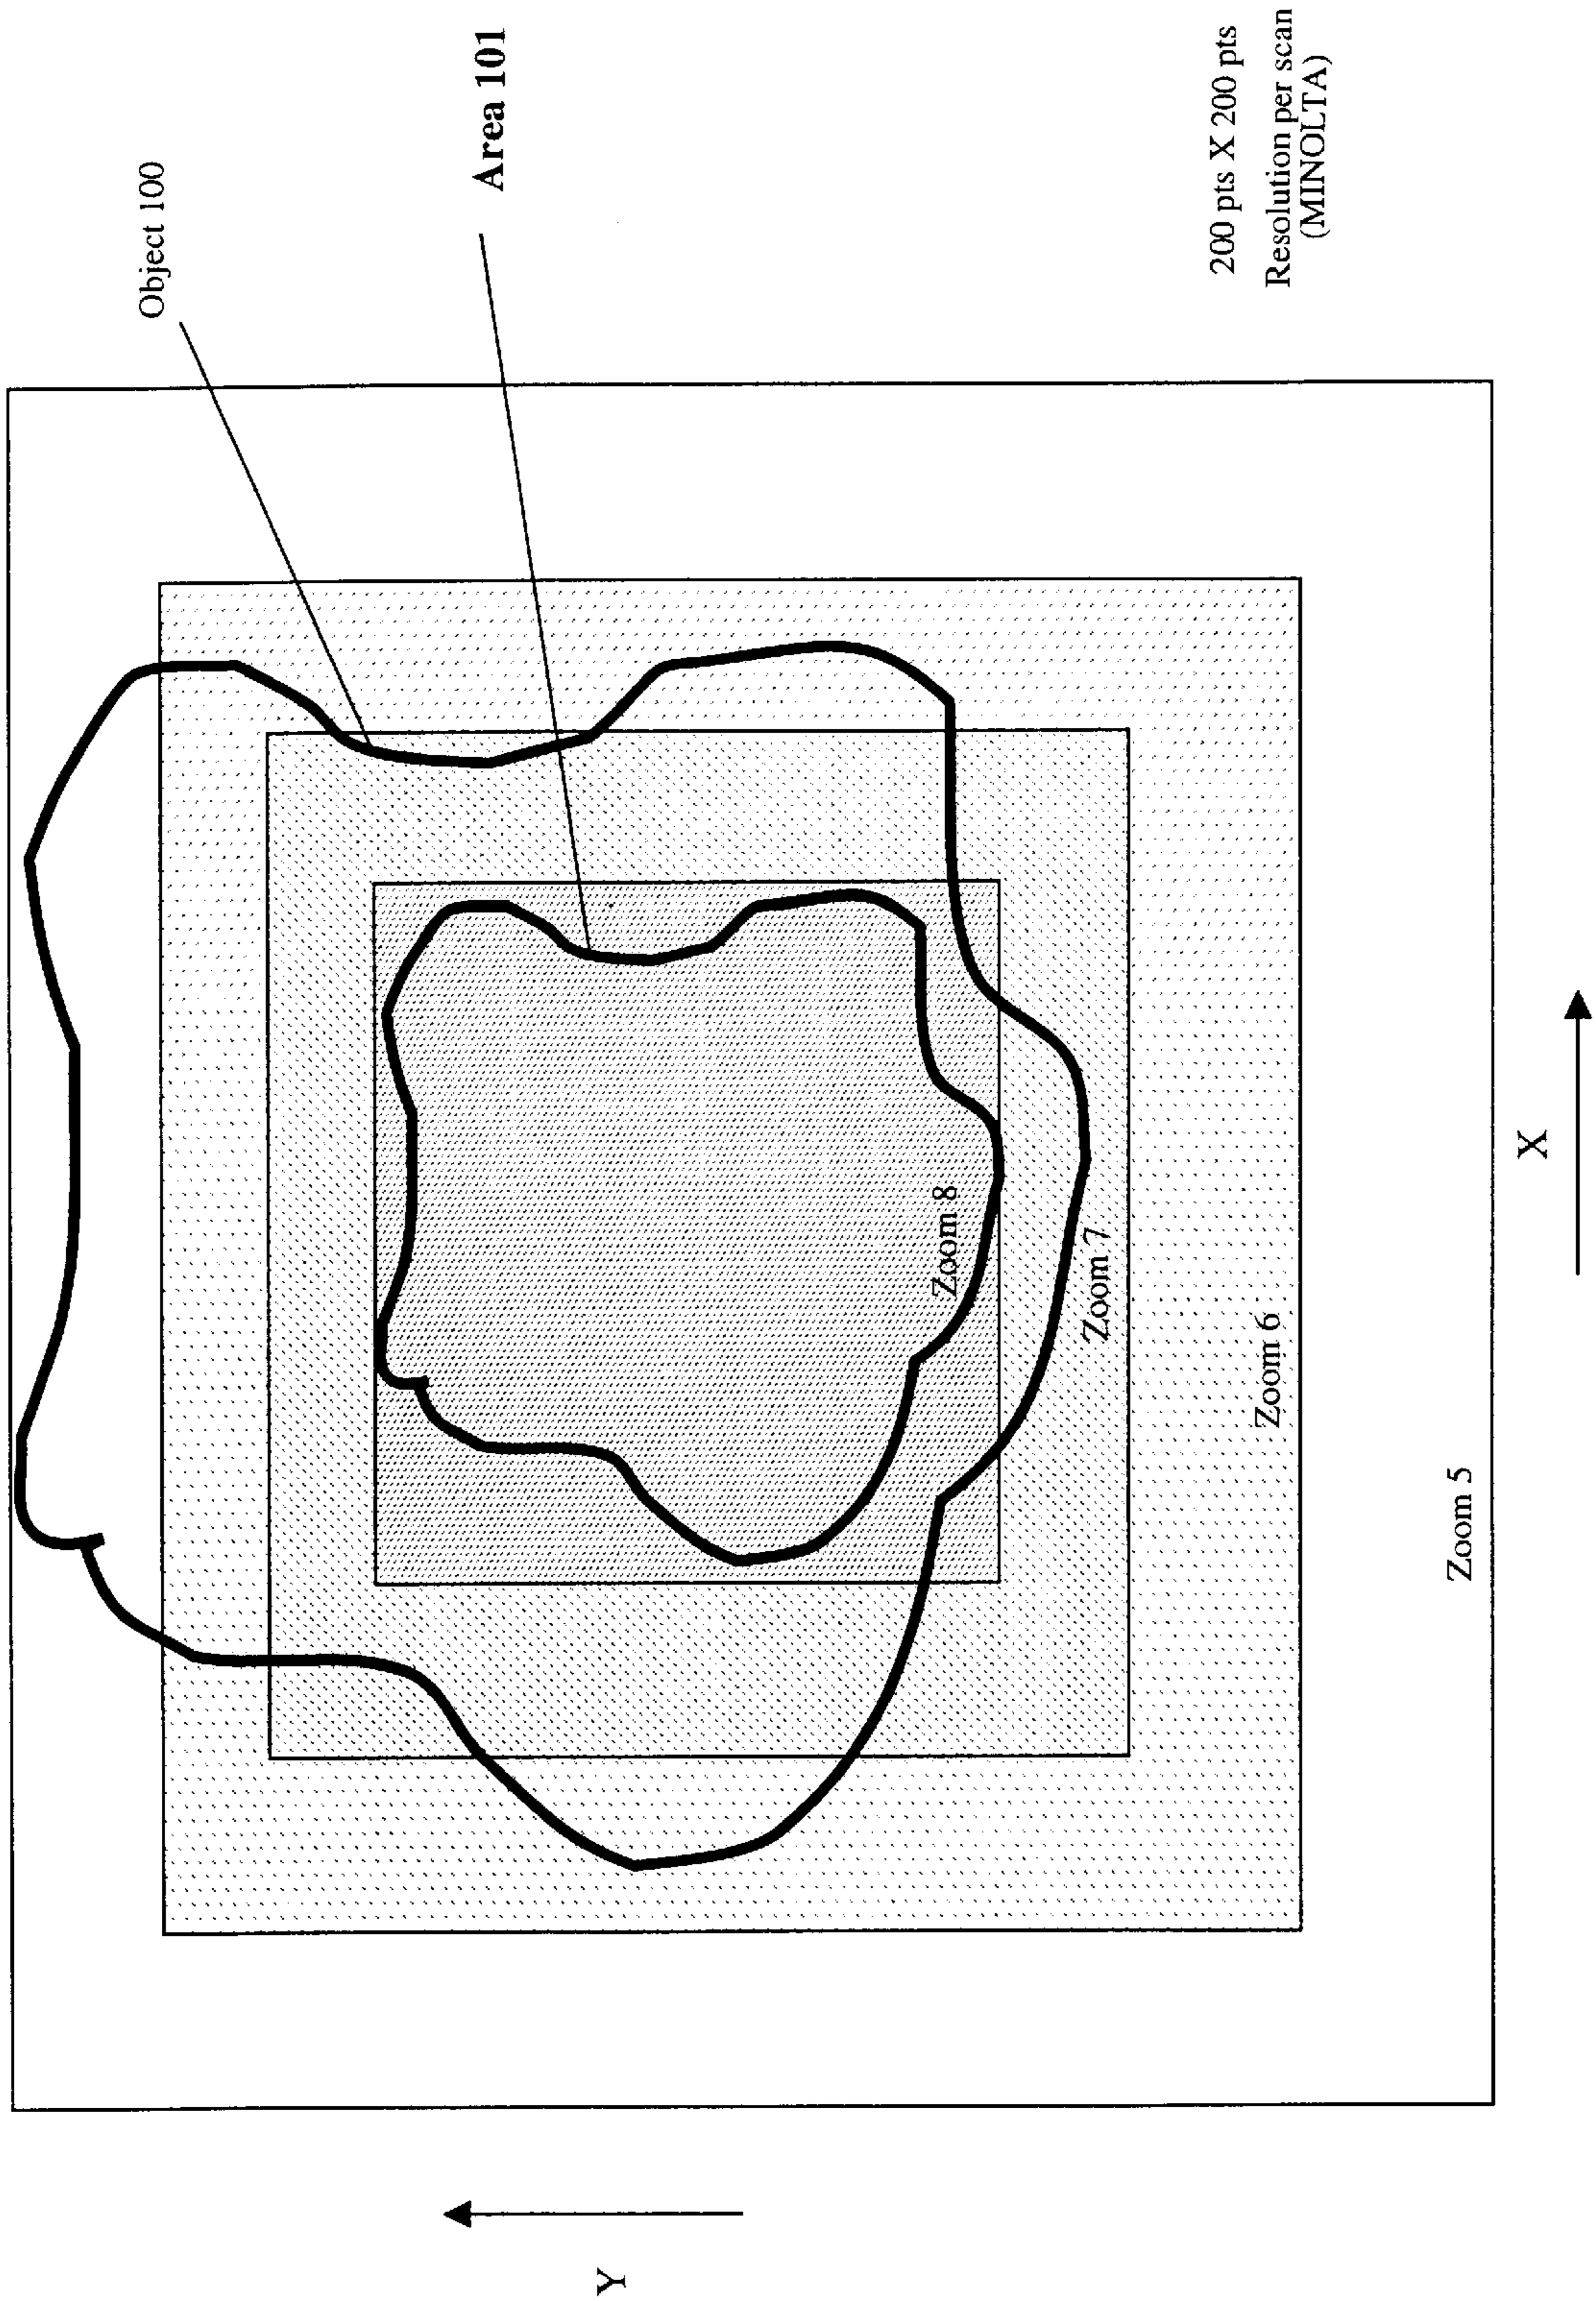 Object 100
Area 101
200 pts X 200 pts
Resolution per scan
(MINOLTA)
Zoom 8
Zoom 7
Zoom 6
Zoom 5
X
Y